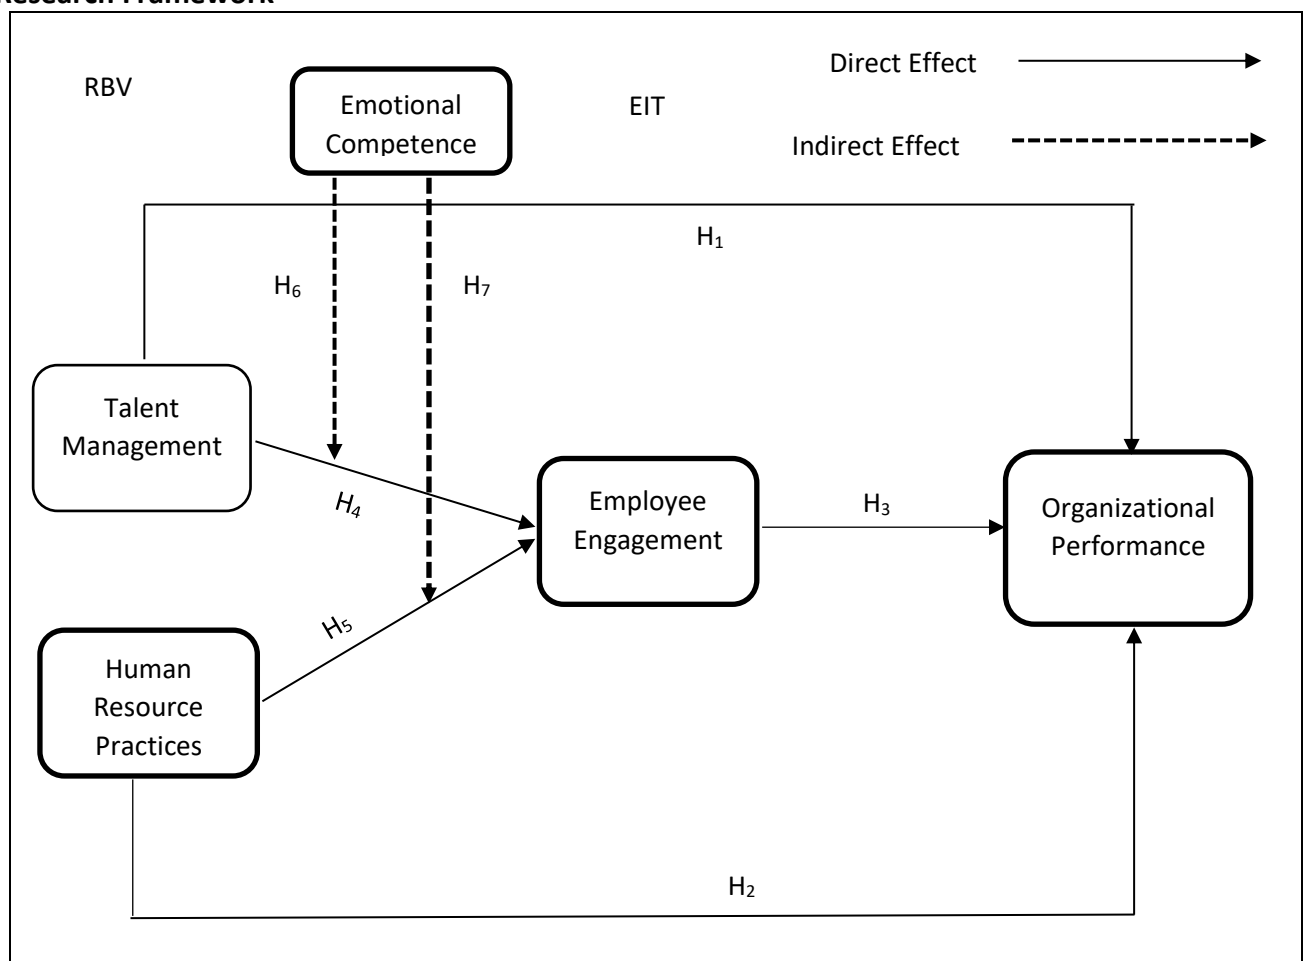 Research Framework
RBV
Emotional
Competence
EIT
Direct Effect
Indirect Effect
H1
H6
H7
Talent
Management
H4
Employee
Engagement
H3
Organizational
Performance
H5
Human
Resource
Practices
H2